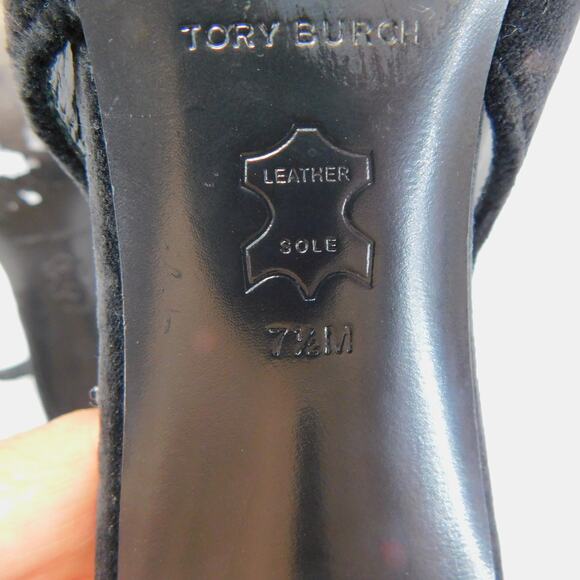 TORY BURCH
LEATHER
SOLE
7½M